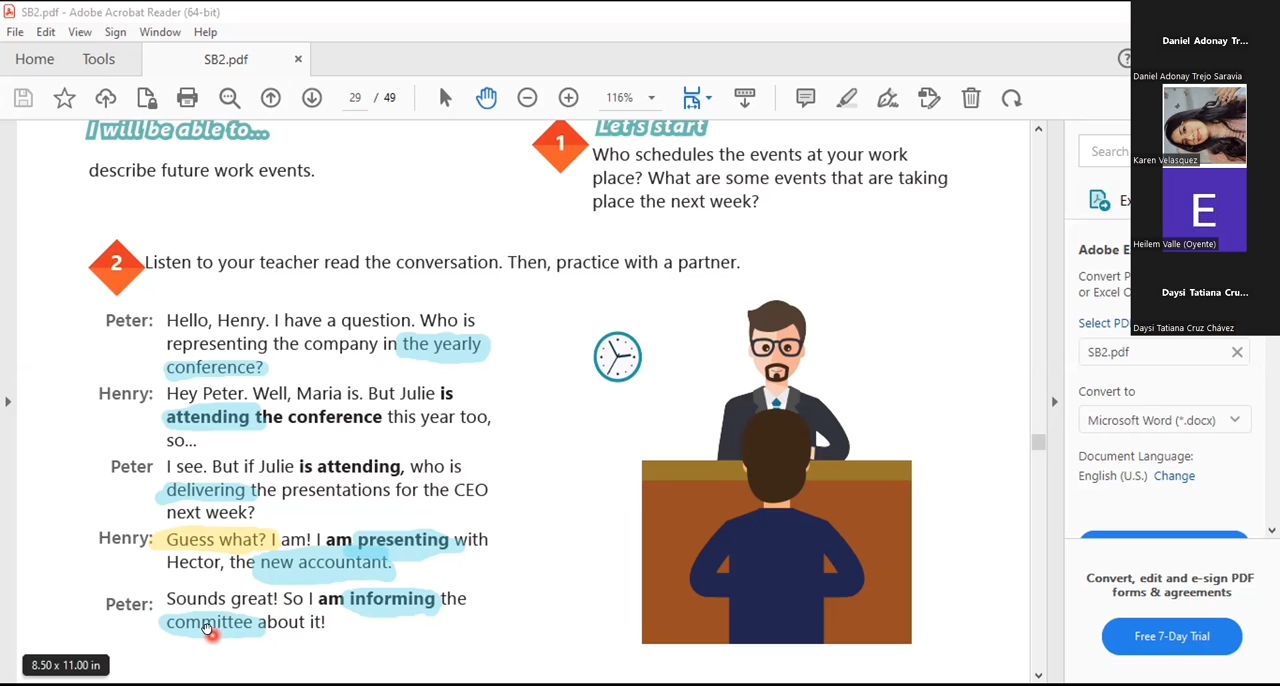 SB2.pdf - Adobe Acrobat Reader (64-bit)
File Edit View Sign Window Help
Home Tools SB2.pdf ×
29 / 49 116%
I will be able to...
describe future work events.
1
Let's start
Who schedules the events at your work
place? What are some events that are taking
place the next week?
2
Listen to your teacher read the conversation. Then, practice with a partner.
Peter: Hello, Henry. I have a question. Who is
representing the company in the yearly
conference?
Henry: Hey Peter. Well, Maria is. But Julie is
attending the conference this year too,
so...
Peter I see. But if Julie is attending, who is
delivering the presentations for the CEO
next week?
Henry: Guess what? I am! I am presenting with
Hector, the new accountant.
Peter: Sounds great! So I am informing the
committee about it!
8.50 x 11.00 in
Daniel Adonay Tr...
Daniel Adonay Trejo Saravia
Karen Velasquez
E
Heilem Valle (Oyente)
Daysi Tatiana Cru...
Daysi Tatiana Cruz Chávez
Search
Ex
Adobe E
Convert P
or Excel O
Select PD
SB2.pdf
Convert to
Microsoft Word (*.docx)
Document Language:
English (U.S.) Change
Convert, edit and e-sign PDF
forms & agreements
Free 7-Day Trial